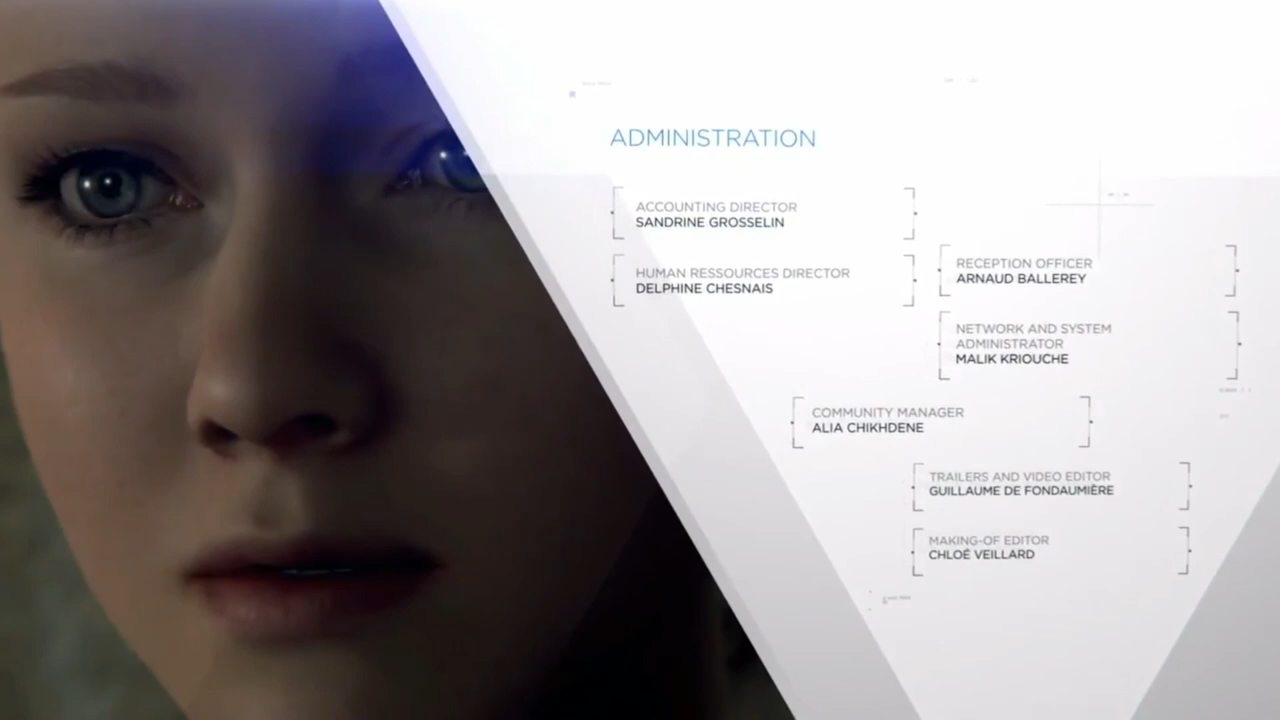 ADMINISTRATION
ACCOUNTING DIRECTOR
SANDRINE GROSSELIN
HUMAN RESSOURCES DIRECTOR
DELPHINE CHESNAIS
RECEPTION OFFICER
ARNAUD BALLEREY
NETWORK AND SYSTEM
ADMINISTRATOR
MALIK KRIOUCHE
COMMUNITY MANAGER
ALIA CHIKHDENE
TRAILERS AND VIDEO EDITOR
GUILLAUME DE FONDAUMIÈRE
MAKING-OF EDITOR
CHLOÉ VEILLARD